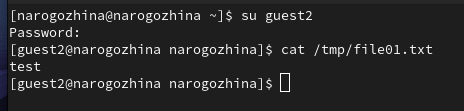 [narogozhina@narogozhina ~]$ su guest2
Password:
[guest2@narogozhina narogozhina]$ cat /tmp/file01.txt
test
[guest2@narogozhina narogozhina]$